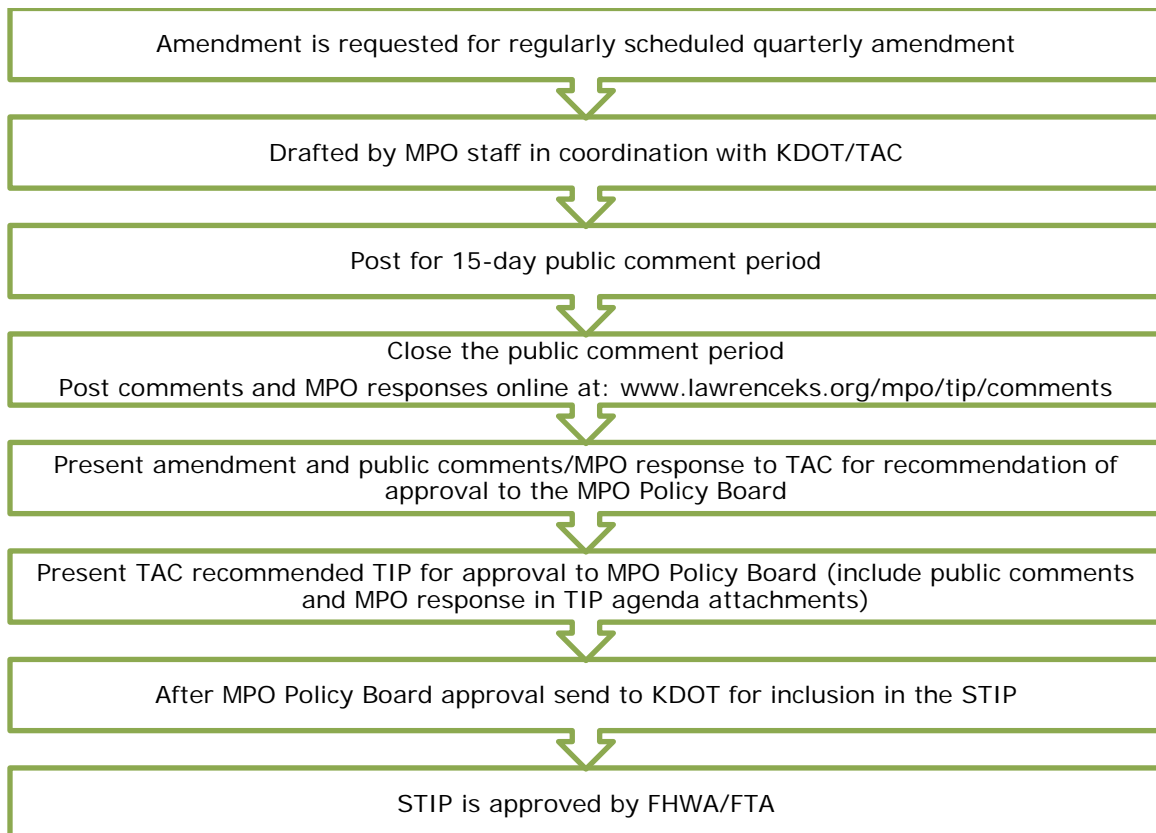 Amendment is requested for regularly scheduled quarterly amendment
Drafted by MPO staff in coordination with KDOT/TAC
Post for 15-day public comment period
Close the public comment period
Post comments and MPO responses online at: www.lawrenceks.org/mpo/tip/comments
Present amendment and public comments/MPO response to TAC for recommendation of
approval to the MPO Policy Board
Present TAC recommended TIP for approval to MPO Policy Board (include public comments
and MPO response in TIP agenda attachments)
After MPO Policy Board approval send to KDOT for inclusion in the STIP
STIP is approved by FHWA/FTA